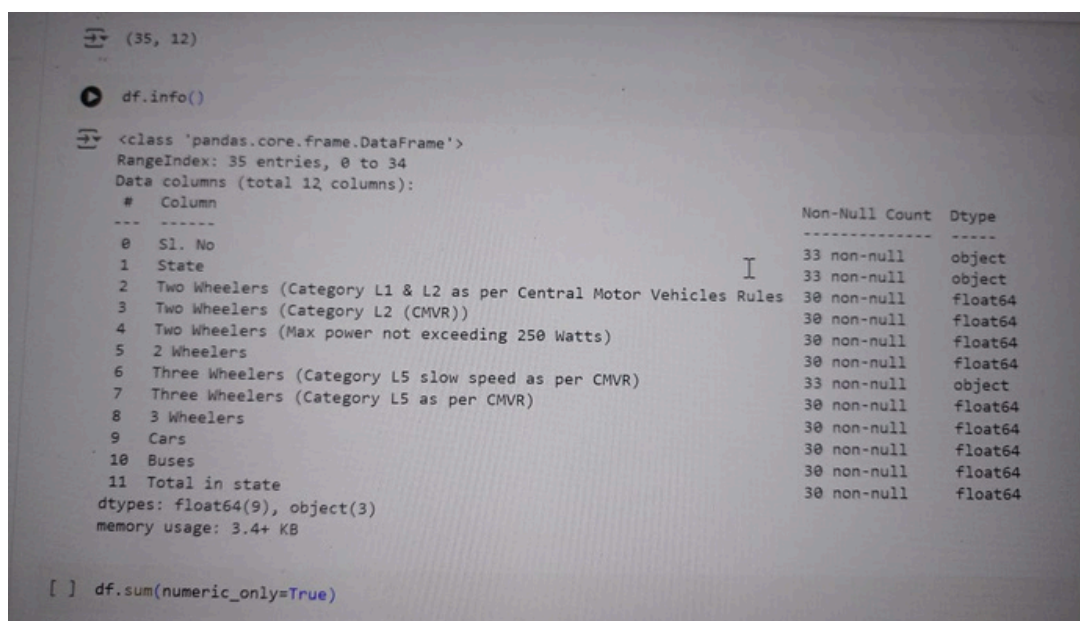 (35, 12)
df.info()
<class 'pandas.core.frame.DataFrame'>
RangeIndex: 35 entries, 0 to 34
Data columns (total 12 columns):
# Column Non-Null Count Dtype
--- ------ -------------- -----
0 Sl. No 33 non-null object
1 State 33 non-null object
2 Two Wheelers (Category L1 & L2 as per Central Motor Vehicles Rules 30 non-null float64
3 Two Wheelers (Category L2 (CMVR)) 30 non-null float64
4 Two Wheelers (Max power not exceeding 250 Watts) 30 non-null float64
5 2 Wheelers 30 non-null float64
6 Three Wheelers (Category L5 slow speed as per CMVR) 33 non-null object
7 Three Wheelers (Category L5 as per CMVR) 30 non-null float64
8 3 Wheelers 30 non-null float64
9 Cars 30 non-null float64
10 Buses 30 non-null float64
11 Total in state 30 non-null float64
dtypes: float64(9), object(3)
memory usage: 3.4+ KB
[ ] df.sum(numeric_only=True)